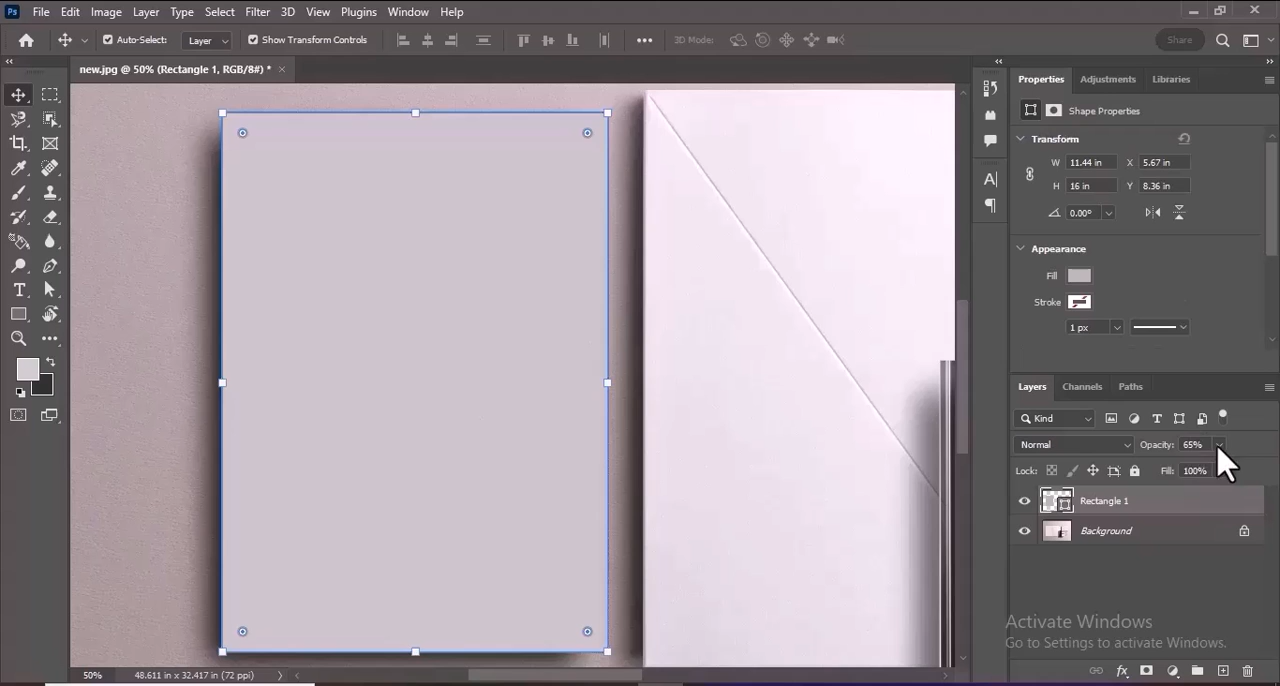 Ps File Edit Image Layer Type Select Filter 3D View Plugins Window Help
Auto-Select: Layer Show Transform Controls 3D Mode: Share
new.jpg @ 50% (Rectangle 1, RGB/8#) *
Properties Adjustments Libraries
Shape Properties
Transform
W 11.44 in X 5.67 in
H 16 in Y 8.36 in
0.00°
Appearance
Fill
Stroke
1 px
Layers Channels Paths
Kind
Normal Opacity: 65%
Lock: Fill: 100%
Rectangle 1
Background
Activate Windows
Go to Settings to activate Windows.
50% 48.611 in x 32.417 in (72 ppi)